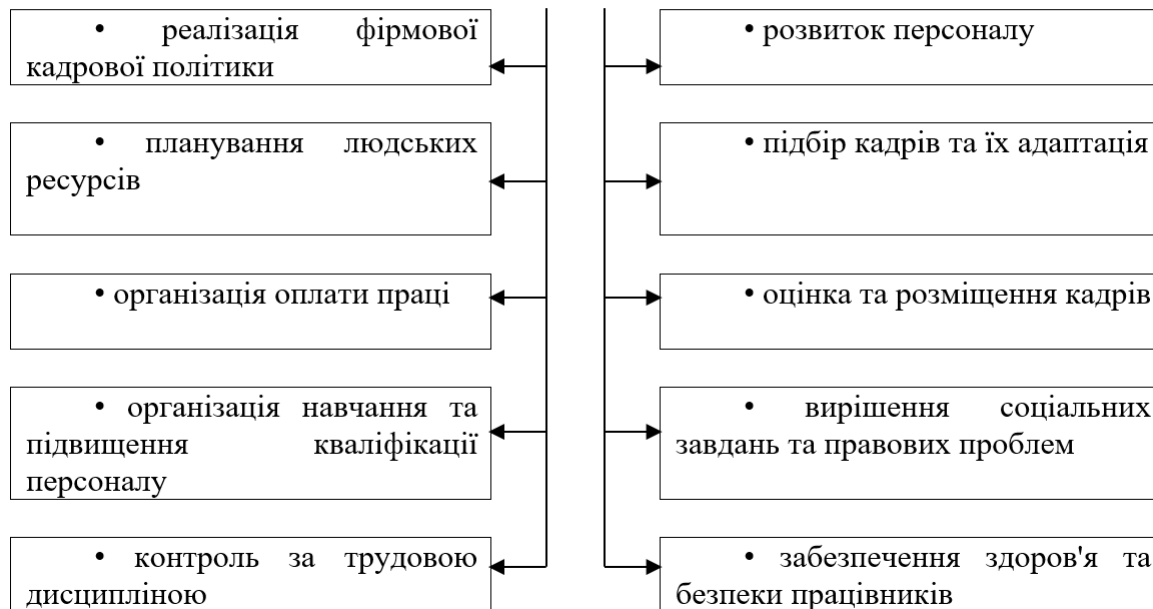 • реалізація фірмової
кадрової політики
• розвиток персоналу
• планування людських
ресурсів
• підбір кадрів та їх адаптація
• організація оплати праці
• оцінка та розміщення кадрів
• організація навчання та
підвищення кваліфікації
персоналу
• вирішення соціальних
завдань та правових проблем
• контроль за трудовою
дисципліною
• забезпечення здоров'я та
безпеки працівників